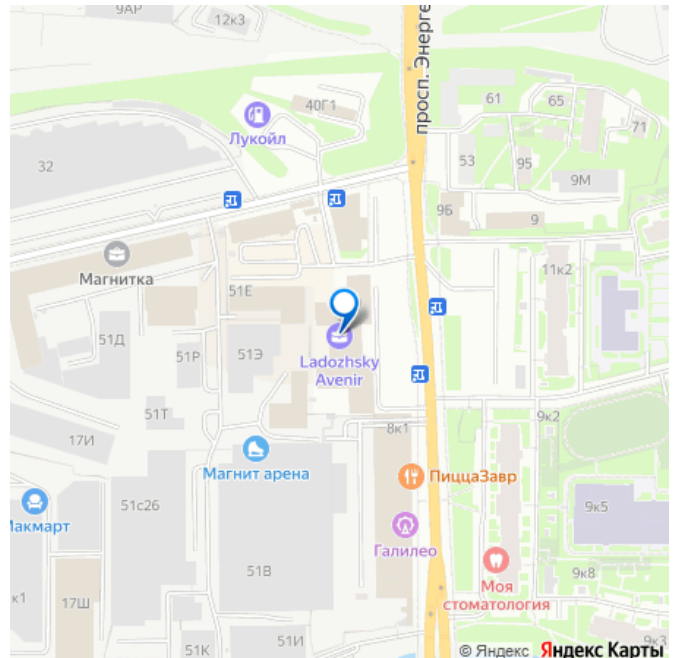 9АР
12к3
просп. Энерге
40Г1
Лукойл
61
65
71
32
53
95
9М
9Б
9
Магнитка
11к2
51Е
51Д
51Р
51Э
Ladozhsky
Avenir
51Т
17И
8к1
9к2
Магнит арена
ПиццаЗавр
51с26
9к5
Макмарт
Галилео
51В
9к8
Моя
стоматология
к1
17Ш
51К
51И
9к3
© Яндекс Яндекс Карты